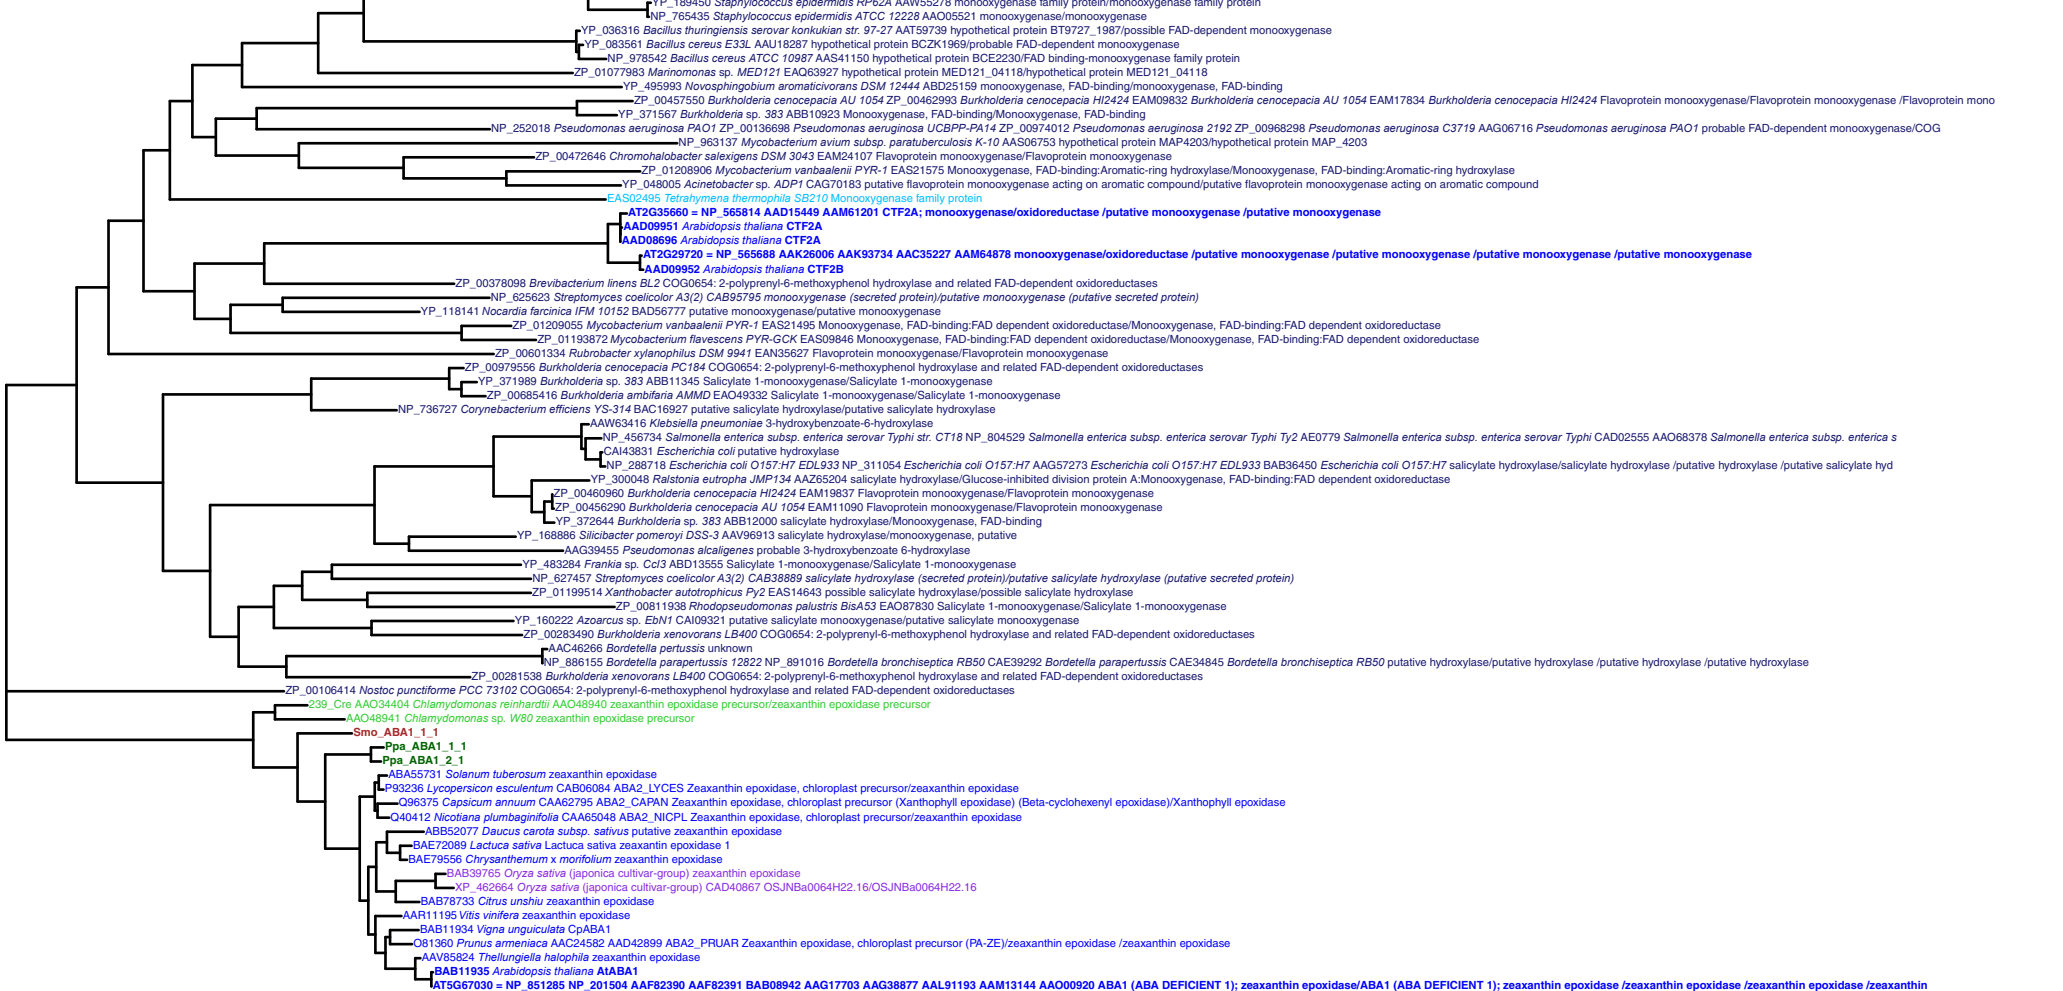 YP_189450 Staphylococcus epidermidis RP62A AAW55278 monooxygenase family protein/monooxygenase family protein
NP_765435 Staphylococcus epidermidis ATCC 12228 AAO05521 monooxygenase/monooxygenase
YP_036316 Bacillus thuringiensis serovar konkukian str. 97-27 AAT59739 hypothetical protein BT9727_1987/possible FAD-dependent monooxygenase
YP_083561 Bacillus cereus E33L AAU18287 hypothetical protein BCZK1969/probable FAD-dependent monooxygenase
NP_978542 Bacillus cereus ATCC 10987 AAS41150 hypothetical protein BCE2230/FAD binding-monooxygenase family protein
ZP_01077983 Marinomonas sp. MED121 EAQ63927 hypothetical protein MED121_04118/hypothetical protein MED121_04118
YP_495993 Novosphingobium aromaticivorans DSM 12444 ABD25159 monooxygenase, FAD-binding/monooxygenase, FAD-binding
ZP_00457550 Burkholderia cenocepacia AU 1054 ZP_00462993 Burkholderia cenocepacia HI2424 EAM09832 Burkholderia cenocepacia AU 1054 EAM17834 Burkholderia cenocepacia HI2424 Flavoprotein monooxygenase/Flavoprotein monooxygenase /Flavoprotein mono
YP_371567 Burkholderia sp. 383 ABB10923 Monooxygenase, FAD-binding/Monooxygenase, FAD-binding
NP_252018 Pseudomonas aeruginosa PAO1 ZP_00136698 Pseudomonas aeruginosa UCBPP-PA14 ZP_00974012 Pseudomonas aeruginosa 2192 ZP_00968298 Pseudomonas aeruginosa C3719 AAG06716 Pseudomonas aeruginosa PAO1 probable FAD-dependent monooxygenase/COG
NP_963137 Mycobacterium avium subsp. paratuberculosis K-10 AAS06753 hypothetical protein MAP4203/hypothetical protein MAP_4203
ZP_00472646 Chromohalobacter salexigens DSM 3043 EAM24107 Flavoprotein monooxygenase/Flavoprotein monooxygenase
ZP_01208906 Mycobacterium vanbaalenii PYR-1 EAS21575 Monooxygenase, FAD-binding:Aromatic-ring hydroxylase/Monooxygenase, FAD-binding:Aromatic-ring hydroxylase
YP_048005 Acinetobacter sp. ADP1 CAG70183 putative flavoprotein monooxygenase acting on aromatic compound/putative flavoprotein monooxygenase acting on aromatic compound
EAS02495 Tetrahymena thermophila SB210 Monooxygenase family protein
AT2G35660 = NP_565814 AAD15449 AAM61201 CTF2A; monooxygenase/oxidoreductase /putative monooxygenase /putative monooxygenase
AAD09951 Arabidopsis thaliana CTF2A
AAD08696 Arabidopsis thaliana CTF2A
AT2G29720 = NP_565688 AAK26006 AAK93734 AAC35227 AAM64878 monooxygenase/oxidoreductase /putative monooxygenase /putative monooxygenase /putative monooxygenase /putative monooxygenase
AAD09952 Arabidopsis thaliana CTF2B
ZP_00378098 Brevibacterium linens BL2 COG0654: 2-polyprenyl-6-methoxyphenol hydroxylase and related FAD-dependent oxidoreductases
NP_625623 Streptomyces coelicolor A3(2) CAB95795 monooxygenase (secreted protein)/putative monooxygenase (putative secreted protein)
YP_118141 Nocardia farcinica IFM 10152 BAD56777 putative monooxygenase/putative monooxygenase
ZP_01209055 Mycobacterium vanbaalenii PYR-1 EAS21495 Monooxygenase, FAD-binding:FAD dependent oxidoreductase/Monooxygenase, FAD-binding:FAD dependent oxidoreductase
ZP_01193872 Mycobacterium flavescens PYR-GCK EAS09846 Monooxygenase, FAD-binding:FAD dependent oxidoreductase/Monooxygenase, FAD-binding:FAD dependent oxidoreductase
ZP_00601334 Rubrobacter xylanophilus DSM 9941 EAN35627 Flavoprotein monooxygenase/Flavoprotein monooxygenase
ZP_00979556 Burkholderia cenocepacia PC184 COG0654: 2-polyprenyl-6-methoxyphenol hydroxylase and related FAD-dependent oxidoreductases
YP_371989 Burkholderia sp. 383 ABB11345 Salicylate 1-monooxygenase/Salicylate 1-monooxygenase
ZP_00685416 Burkholderia ambifaria AMMD EAO49332 Salicylate 1-monooxygenase/Salicylate 1-monooxygenase
NP_736727 Corynebacterium efficiens YS-314 BAC16927 putative salicylate hydroxylase/putative salicylate hydroxylase
AAW63416 Klebsiella pneumoniae 3-hydroxybenzoate-6-hydroxylase
NP_456734 Salmonella enterica subsp. enterica serovar Typhi str. CT18 NP_804529 Salmonella enterica subsp. enterica serovar Typhi Ty2 AE0779 Salmonella enterica subsp. enterica serovar Typhi CAD02555 AAO68378 Salmonella enterica subsp. enterica s
CAI43831 Escherichia coli putative hydroxylase
NP_288718 Escherichia coli O157:H7 EDL933 NP_311054 Escherichia coli O157:H7 AAG57273 Escherichia coli O157:H7 EDL933 BAB36450 Escherichia coli O157:H7 salicylate hydroxylase/salicylate hydroxylase /putative hydroxylase /putative salicylate hyd
YP_300048 Ralstonia eutropha JMP134 AAZ65204 salicylate hydroxylase/Glucose-inhibited division protein A:Monooxygenase, FAD-binding:FAD dependent oxidoreductase
ZP_00460960 Burkholderia cenocepacia HI2424 EAM19837 Flavoprotein monooxygenase/Flavoprotein monooxygenase
ZP_00456290 Burkholderia cenocepacia AU 1054 EAM11090 Flavoprotein monooxygenase/Flavoprotein monooxygenase
YP_372644 Burkholderia sp. 383 ABB12000 salicylate hydroxylase/Monooxygenase, FAD-binding
YP_168886 Silicibacter pomeroyi DSS-3 AAV96913 salicylate hydroxylase/monooxygenase, putative
AAG39455 Pseudomonas alcaligenes probable 3-hydroxybenzoate 6-hydroxylase
YP_483284 Frankia sp. CcI3 ABD13555 Salicylate 1-monooxygenase/Salicylate 1-monooxygenase
NP_627457 Streptomyces coelicolor A3(2) CAB38889 salicylate hydroxylase (secreted protein)/putative salicylate hydroxylase (putative secreted protein)
ZP_01199514 Xanthobacter autotrophicus Py2 EAS14643 possible salicylate hydroxylase/possible salicylate hydroxylase
ZP_00811938 Rhodopseudomonas palustris BisA53 EAO87830 Salicylate 1-monooxygenase/Salicylate 1-monooxygenase
YP_160222 Azoarcus sp. EbN1 CAI09321 putative salicylate monooxygenase/putative salicylate monooxygenase
ZP_00283490 Burkholderia xenovorans LB400 COG0654: 2-polyprenyl-6-methoxyphenol hydroxylase and related FAD-dependent oxidoreductases
AAC46266 Bordetella pertussis unknown
NP_886155 Bordetella parapertussis 12822 NP_891016 Bordetella bronchiseptica RB50 CAE39292 Bordetella parapertussis CAE34845 Bordetella bronchiseptica RB50 putative hydroxylase/putative hydroxylase /putative hydroxylase /putative hydroxylase
ZP_00281538 Burkholderia xenovorans LB400 COG0654: 2-polyprenyl-6-methoxyphenol hydroxylase and related FAD-dependent oxidoreductases
ZP_00106414 Nostoc punctiforme PCC 73102 COG0654: 2-polyprenyl-6-methoxyphenol hydroxylase and related FAD-dependent oxidoreductases
239_Cre AAO34404 Chlamydomonas reinhardtii AAO48940 zeaxanthin epoxidase precursor/zeaxanthin epoxidase precursor
AAO48941 Chlamydomonas sp. W80 zeaxanthin epoxidase precursor
Smo_ABA1_1_1
Ppa_ABA1_1_1
Ppa_ABA1_2_1
ABA55731 Solanum tuberosum zeaxanthin epoxidase
P93236 Lycopersicon esculentum CAB06084 ABA2_LYCES Zeaxanthin epoxidase, chloroplast precursor/zeaxanthin epoxidase
Q96375 Capsicum annuum CAA62795 ABA2_CAPAN Zeaxanthin epoxidase, chloroplast precursor (Xanthophyll epoxidase) (Beta-cyclohexenyl epoxidase)/Xanthophyll epoxidase
Q40412 Nicotiana plumbaginifolia CAA65048 ABA2_NICPL Zeaxanthin epoxidase, chloroplast precursor/zeaxanthin epoxidase
ABB52077 Daucus carota subsp. sativus putative zeaxanthin epoxidase
BAE72089 Lactuca sativa Lactuca sativa zeaxanthin epoxidase 1
BAE79556 Chrysanthemum x morifolium zeaxanthin epoxidase
BAB39765 Oryza sativa (japonica cultivar-group) zeaxanthin epoxidase
XP_462664 Oryza sativa (japonica cultivar-group) CAD40867 OSJNBa0064H22.16/OSJNBa0064H22.16
BAB78733 Citrus unshiu zeaxanthin epoxidase
AAR11195 Vitis vinifera zeaxanthin epoxidase
BAB11934 Vigna unguiculata CpABA1
O81360 Prunus armeniaca AAC24582 AAD42899 ABA2_PRUAR Zeaxanthin epoxidase, chloroplast precursor (PA-ZE)/zeaxanthin epoxidase /zeaxanthin epoxidase
AAV85824 Thellungiella halophila zeaxanthin epoxidase
BAB11935 Arabidopsis thaliana AtABA1
AT5G67030 = NP_851285 NP_201504 AAF82390 AAF82391 BAB08942 AAG17703 AAG38877 AAL91193 AAM13144 AAO00920 ABA1 (ABA DEFICIENT 1); zeaxanthin epoxidase/ABA1 (ABA DEFICIENT 1); zeaxanthin epoxidase /zeaxanthin epoxidase /zeaxanthin epoxidase /zeaxanthin